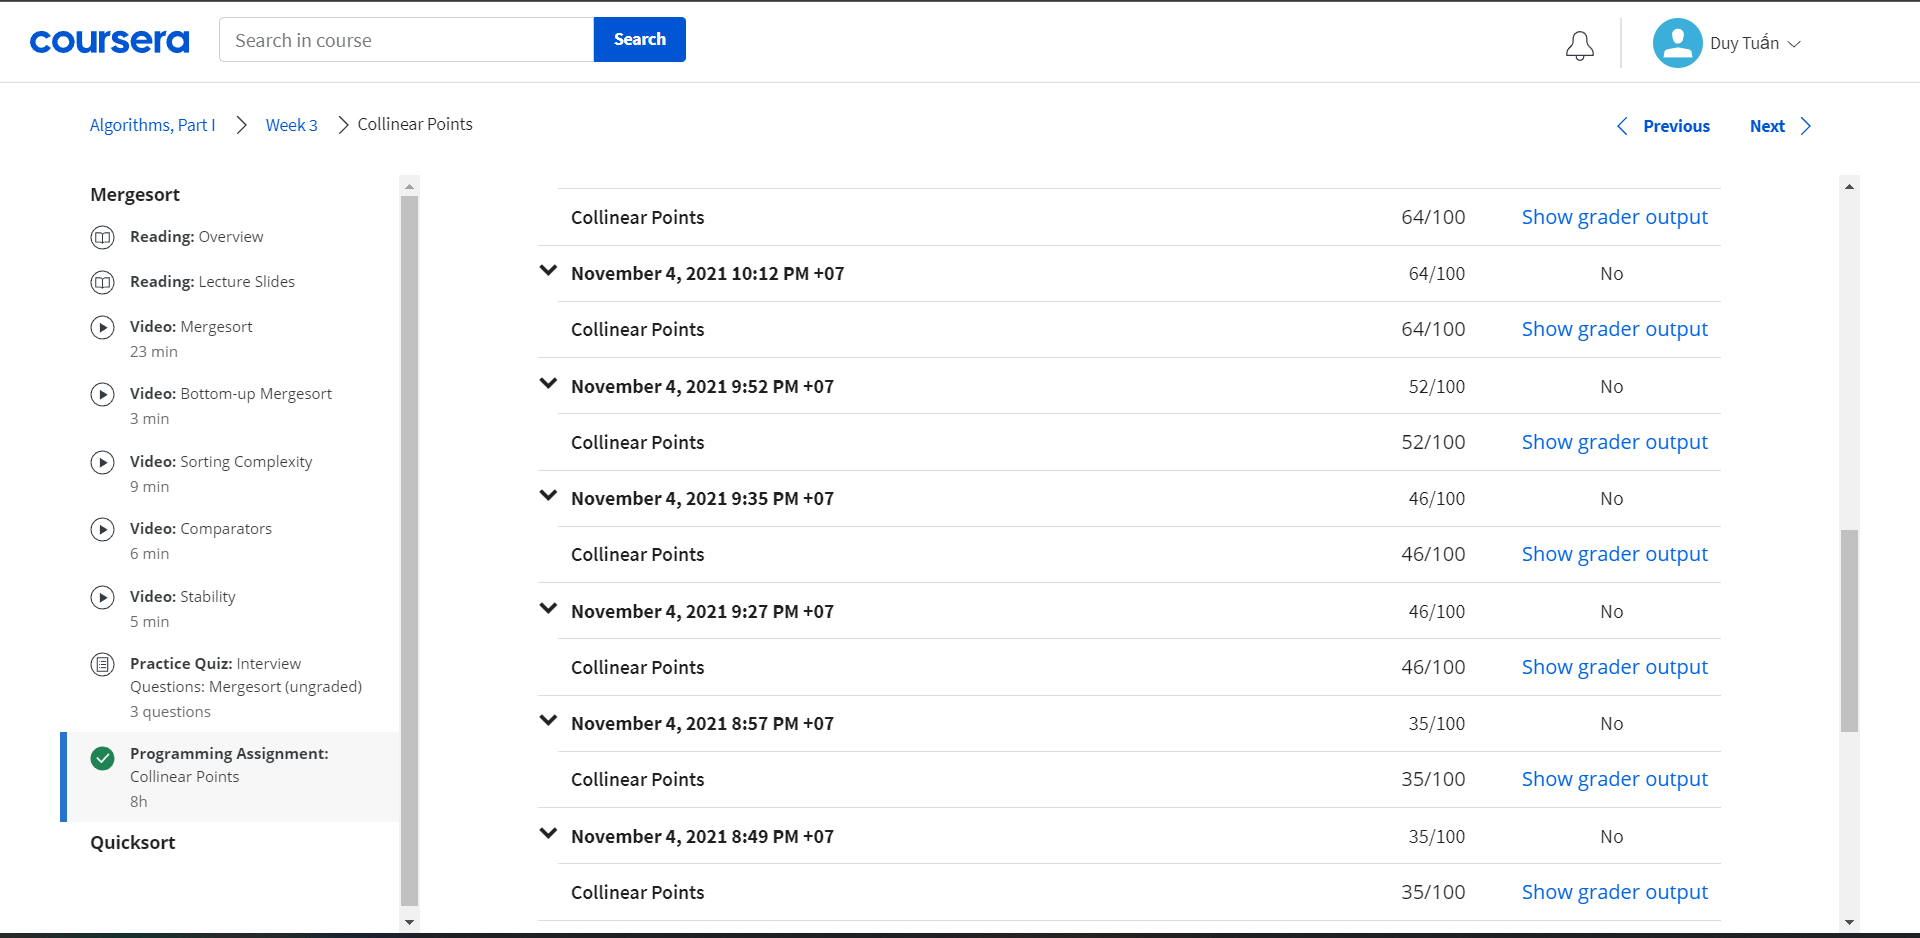 coursera
Search in course
Search
Duy Tuấn
Algorithms, Part I
Week 3
Collinear Points
Previous
Next
Mergesort
Reading: Overview
Reading: Lecture Slides
Video: Mergesort
23 min
Video: Bottom-up Mergesort
3 min
Video: Sorting Complexity
9 min
Video: Comparators
6 min
Video: Stability
5 min
Practice Quiz: Interview
Questions: Mergesort (ungraded)
3 questions
Programming Assignment:
Collinear Points
8h
Quicksort
Collinear Points 64/100 Show grader output
November 4, 2021 10:12 PM +07 64/100 No
Collinear Points 64/100 Show grader output
November 4, 2021 9:52 PM +07 52/100 No
Collinear Points 52/100 Show grader output
November 4, 2021 9:35 PM +07 46/100 No
Collinear Points 46/100 Show grader output
November 4, 2021 9:27 PM +07 46/100 No
Collinear Points 46/100 Show grader output
November 4, 2021 8:57 PM +07 35/100 No
Collinear Points 35/100 Show grader output
November 4, 2021 8:49 PM +07 35/100 No
Collinear Points 35/100 Show grader output